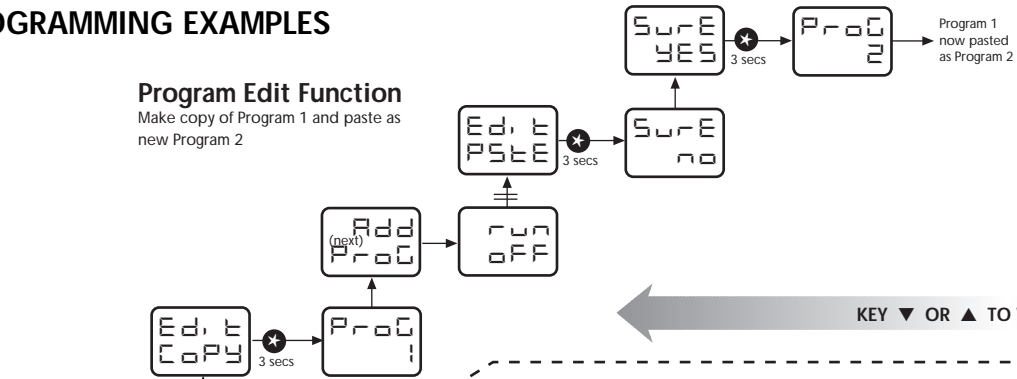 OGRAMMING EXAMPLES
SurE
YES
3 secs
ProG
2
Program 1
now pasted
as Program 2
Program Edit Function
Make copy of Program 1 and paste as
new Program 2
Edit
PStE
3 secs
SurE
no
Add
(next)
ProG
run
oFF
KEY ▼ OR ▲ TO
Edit
CoPY
3 secs
ProG
1